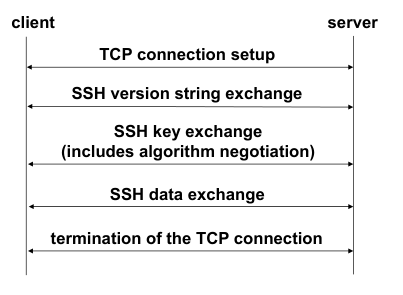 client server
TCP connection setup
SSH version string exchange
SSH key exchange
(includes algorithm negotiation)
SSH data exchange
termination of the TCP connection